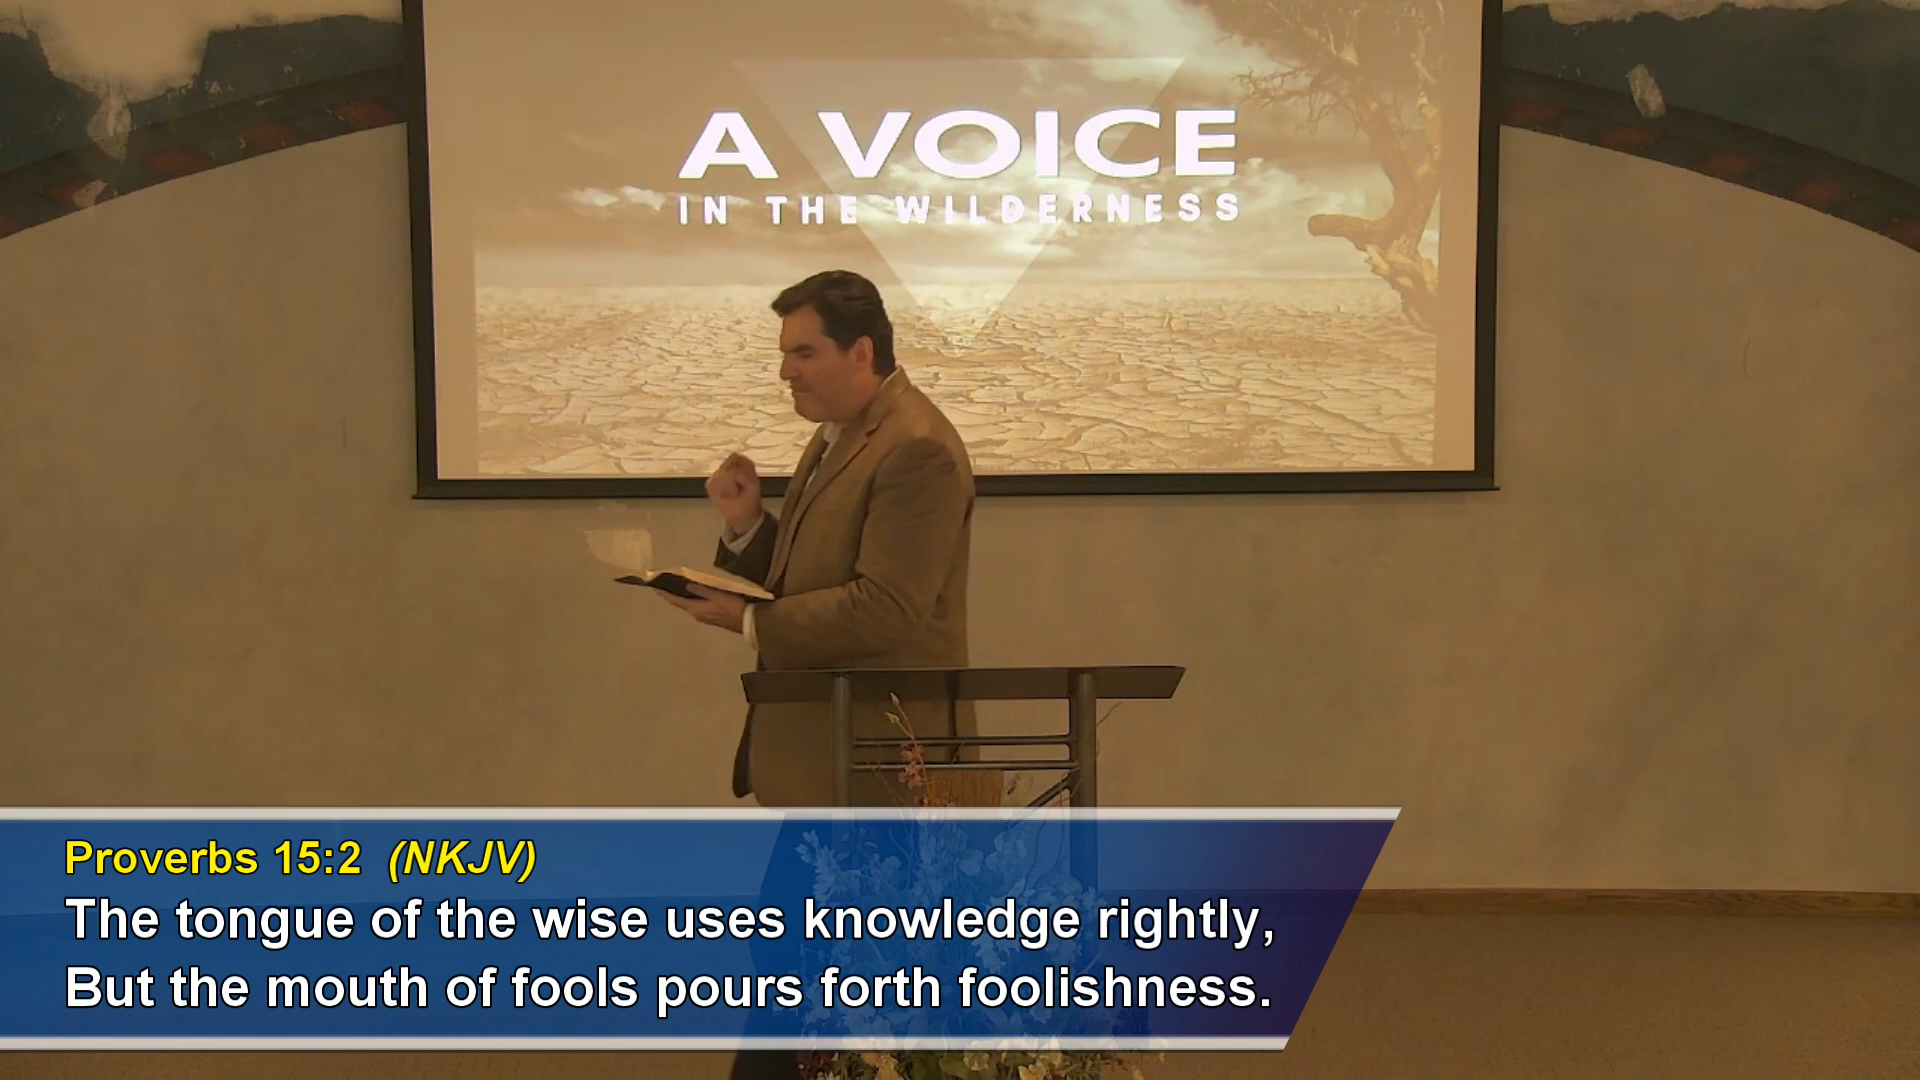 A VOICE
IN THE WILDERNESS
Proverbs 15:2 (NKJV)
The tongue of the wise uses knowledge rightly,
But the mouth of fools pours forth foolishness.